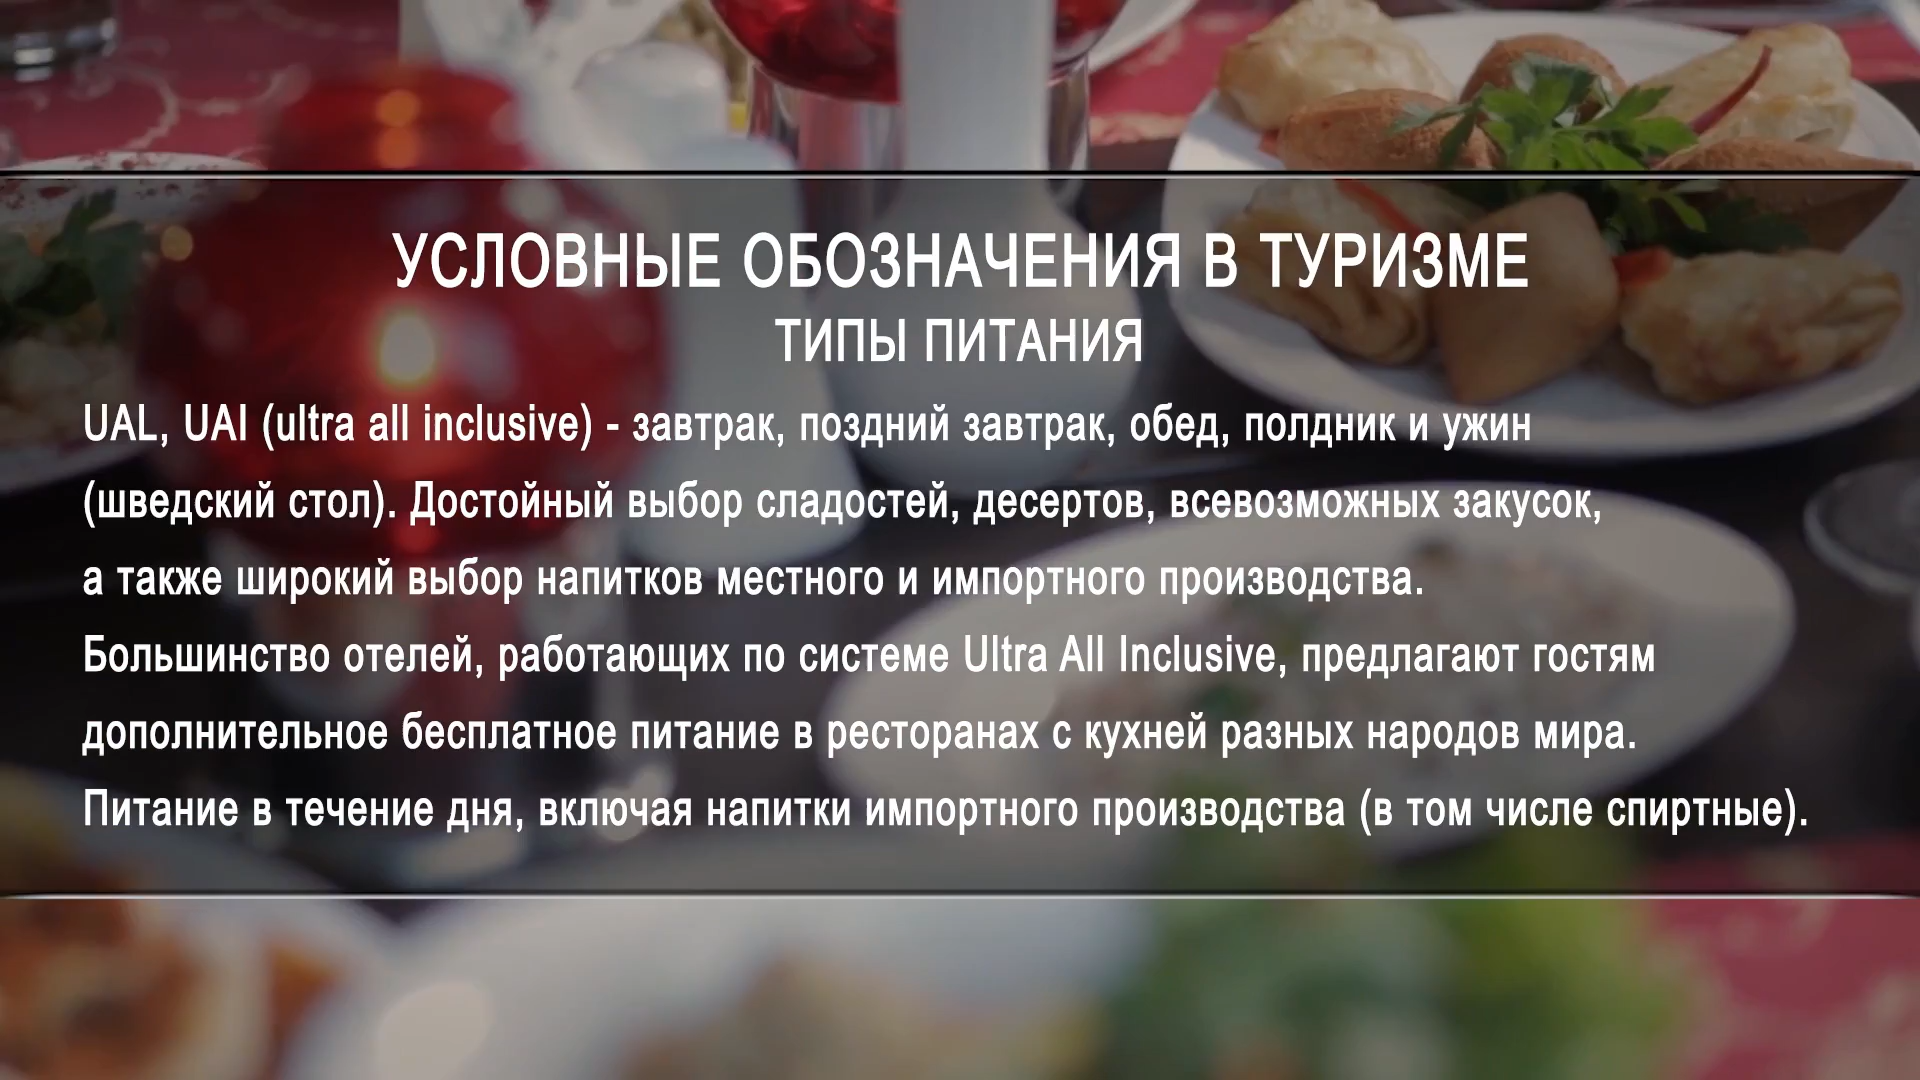 УСЛОВНЫЕ ОБОЗНАЧЕНИЯ В ТУРИЗМЕ
ТИПЫ ПИТАНИЯ
UAL, UAI (ultra all inclusive) - завтрак, поздний завтрак, обед, полдник и ужин
(шведский стол). Достойный выбор сладостей, десертов, всевозможных закусок,
а также широкий выбор напитков местного и импортного производства.
Большинство отелей, работающих по системе Ultra All Inclusive, предлагают гостям
дополнительное бесплатное питание в ресторанах с кухней разных народов мира.
Питание в течение дня, включая напитки импортного производства (в том числе спиртные).